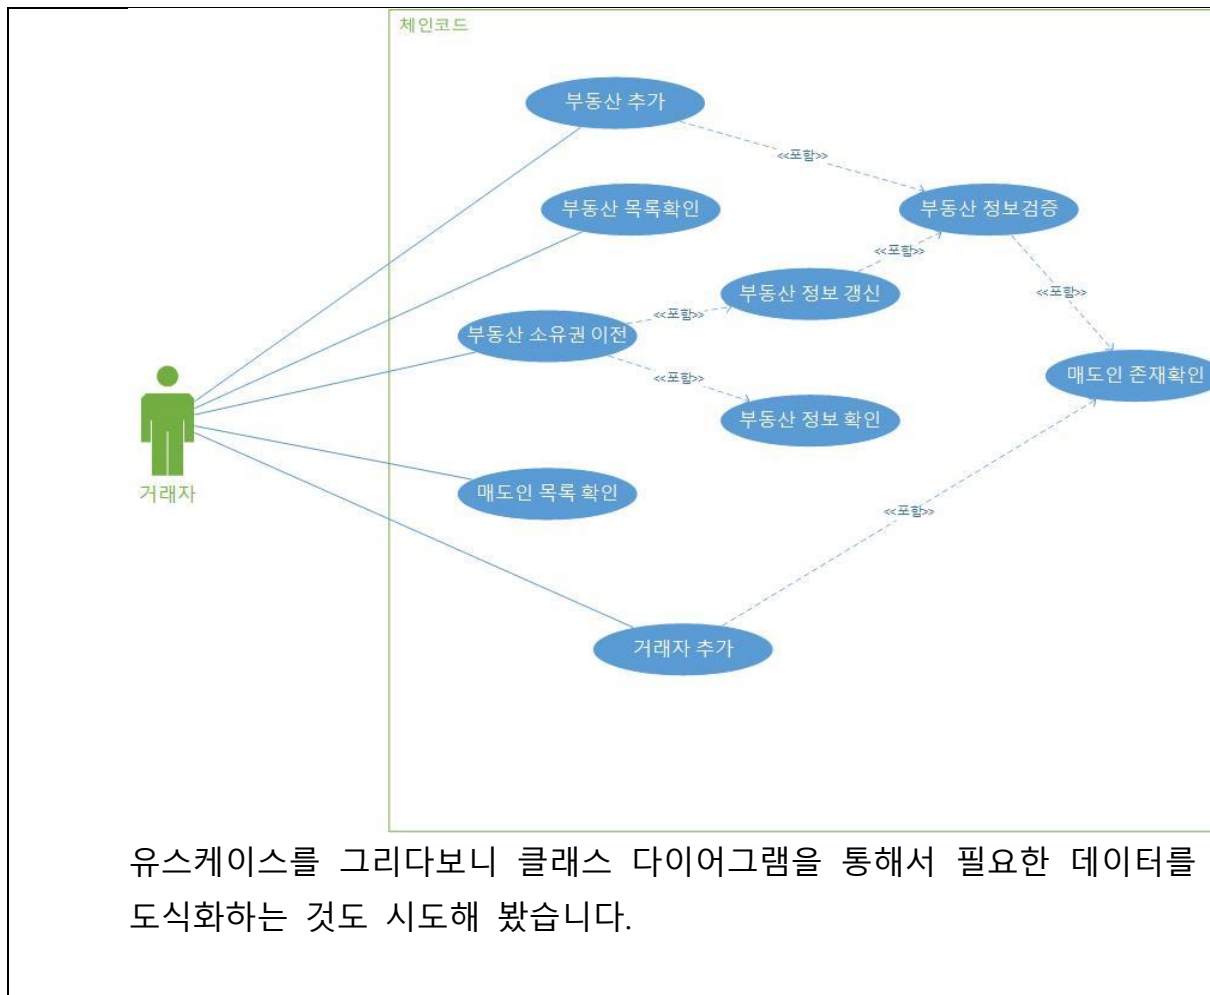 체인코드
부동산 추가
<<포함>>
부동산 목록확인
부동산 정보검증
<<포함>>
부동산 정보 갱신
<<포함>>
<<포함>>
부동산 소유권 이전
<<포함>>
매도인 존재확인
부동산 정보 확인
거래자
매도인 목록 확인
<<포함>>
거래자 추가
유스케이스를 그리다보니 클래스 다이어그램을 통해서 필요한 데이터를
도식화하는 것도 시도해 봤습니다.